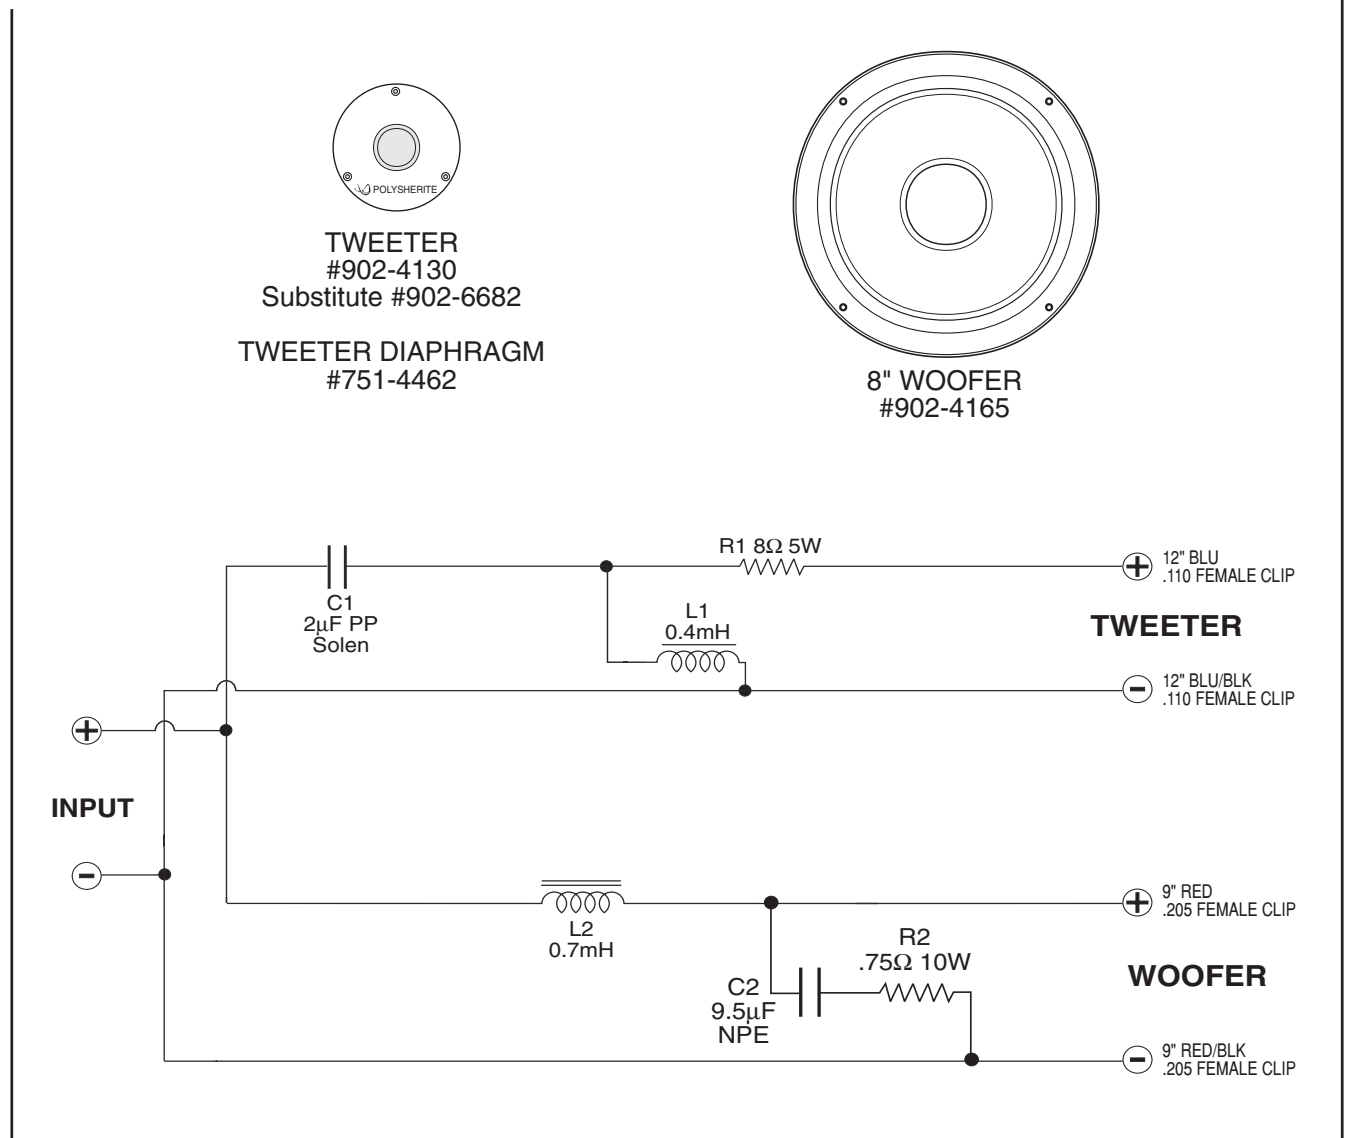 POLYSHERITE
TWEETER
#902-4130
Substitute #902-6682
TWEETER DIAPHRAGM
#751-4462
8" WOOFER
#902-4165
R1 8Ω 5W
12" BLU
.110 FEMALE CLIP
C1
2μF PP
Solen
L1
0.4mH
TWEETER
12" BLU/BLK
.110 FEMALE CLIP
INPUT
9" RED
.205 FEMALE CLIP
L2
0.7mH
R2
.75Ω 10W
WOOFER
C2
9.5μF
NPE
9" RED/BLK
.205 FEMALE CLIP